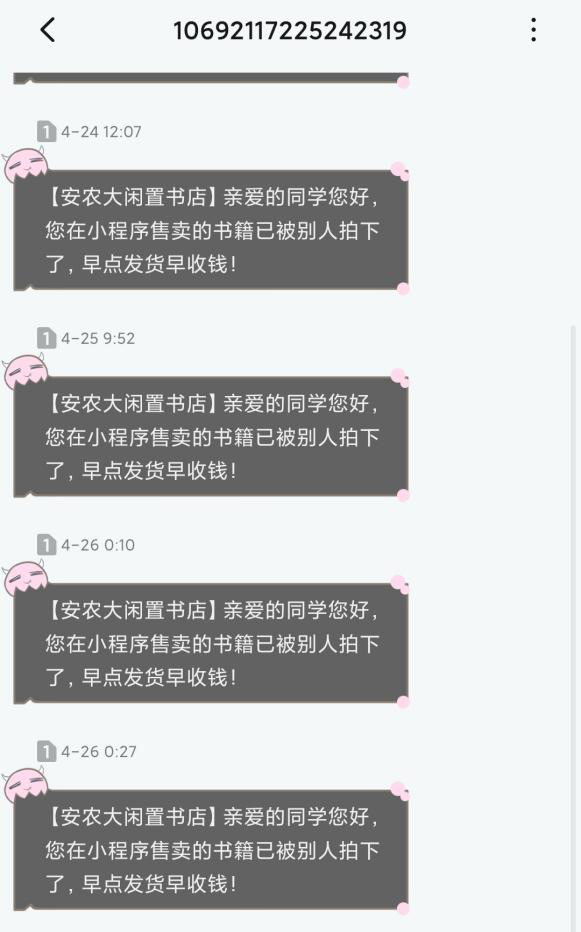 10692117225242319
1 4-24 12:07
【安农大闲置书店】亲爱的同学您好,
您在小程序售卖的书籍已被别人拍下
了, 早点发货早收钱!
1 4-25 9:52
【安农大闲置书店】亲爱的同学您好,
您在小程序售卖的书籍已被别人拍下
了, 早点发货早收钱!
1 4-26 0:10
【安农大闲置书店】亲爱的同学您好,
您在小程序售卖的书籍已被别人拍下
了, 早点发货早收钱!
1 4-26 0:27
【安农大闲置书店】亲爱的同学您好,
您在小程序售卖的书籍已被别人拍下
了, 早点发货早收钱!